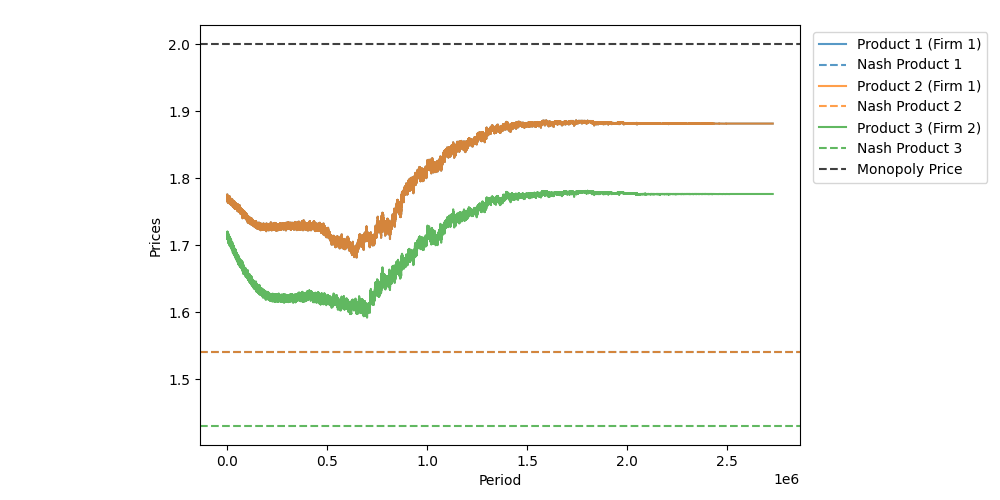 2.0
1.9
1.8
1.7
1.6
1.5
Prices
0.0 0.5 1.0 1.5 2.0 2.5
1e6
Period
Product 1 (Firm 1)
Nash Product 1
Product 2 (Firm 1)
Nash Product 2
Product 3 (Firm 2)
Nash Product 3
Monopoly Price